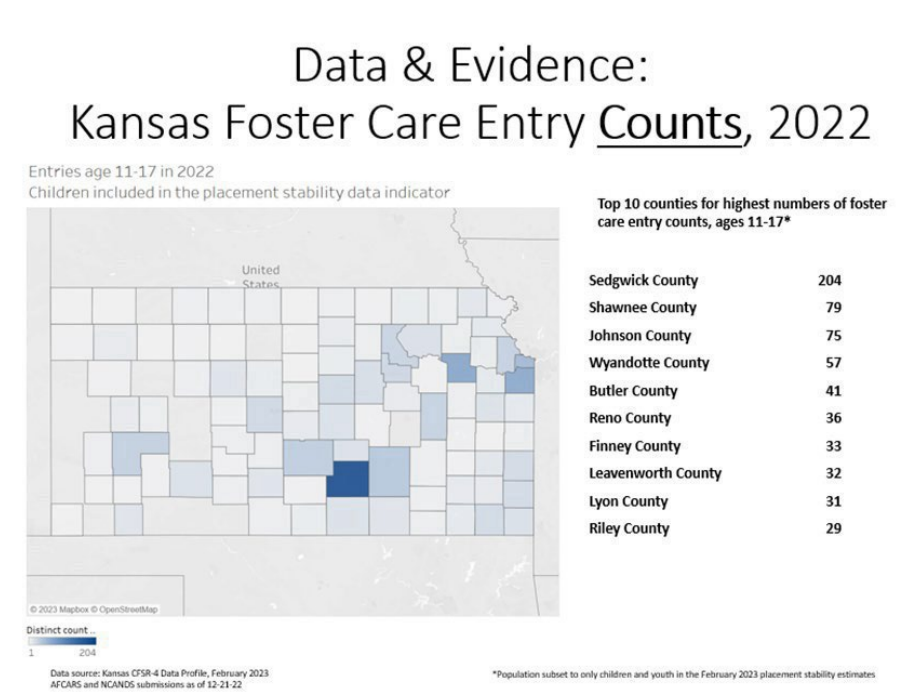 Data & Evidence:
Kansas Foster Care Entry Counts, 2022
Entries age 11-17 in 2022
Children included in the placement stability data indicator
Top 10 counties for highest numbers of foster
care entry counts, ages 11-17*
United
States
Sedgwick County 204
Shawnee County 79
Johnson County 75
Wyandotte County 57
Butler County 41
Reno County 36
Finney County 33
Leavenworth County 32
Lyon County 31
Riley County 29
© 2023 Mapbox © OpenStreetMap
Distinct count ..
1 204
Data source: Kansas CFSR-4 Data Profile, February 2023
AFCARS and NCANDS submissions as of 12-21-22
*Population subset to only children and youth in the February 2023 placement stability estimates